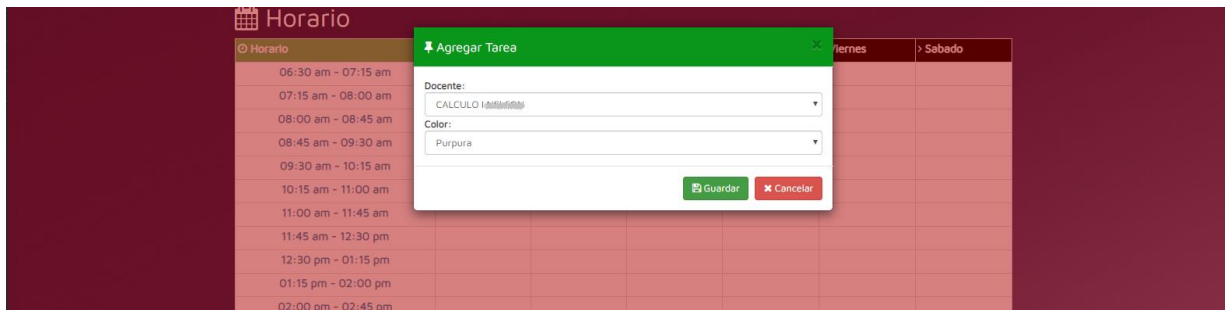 Horario
Horario
Viernes
> Sabado
Agregar Tarea
×
Docente:
CALCULO I
Color:
Purpura
Guardar
Cancelar
06:30 am - 07:15 am
07:15 am - 08:00 am
08:00 am - 08:45 am
08:45 am - 09:30 am
09:30 am - 10:15 am
10:15 am - 11:00 am
11:00 am - 11:45 am
11:45 am - 12:30 pm
12:30 pm - 01:15 pm
01:15 pm - 02:00 pm
02:00 pm - 02:45 pm